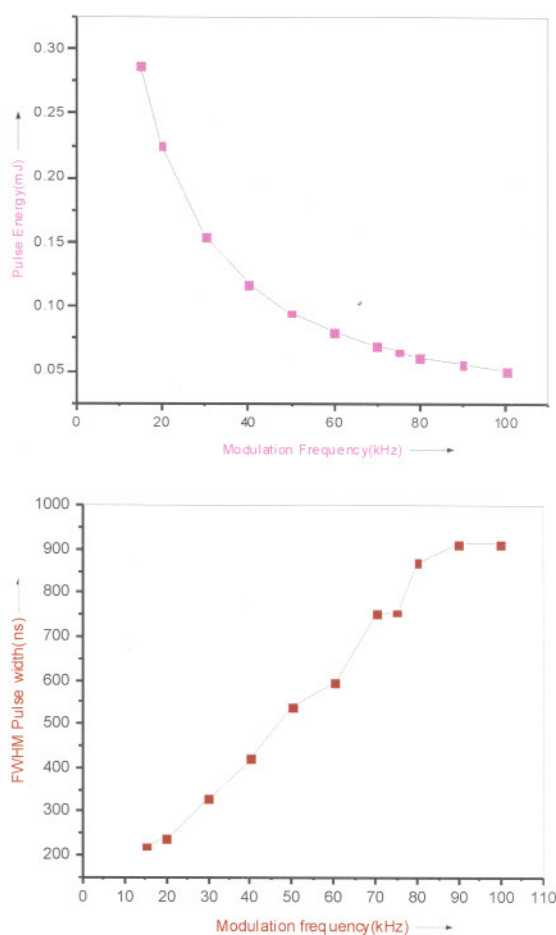 0.30
0.25
0.20
0.15
0.10
0.05
Pulse Energy(mJ)
0 20 40 60 80 100
Modulation Frequency(kHz)
1000
900
800
700
600
500
400
300
200
FWHM Pulse width(ns)
0 10 20 30 40 50 60 70 80 90 100 110
Modulation frequency(kHz)